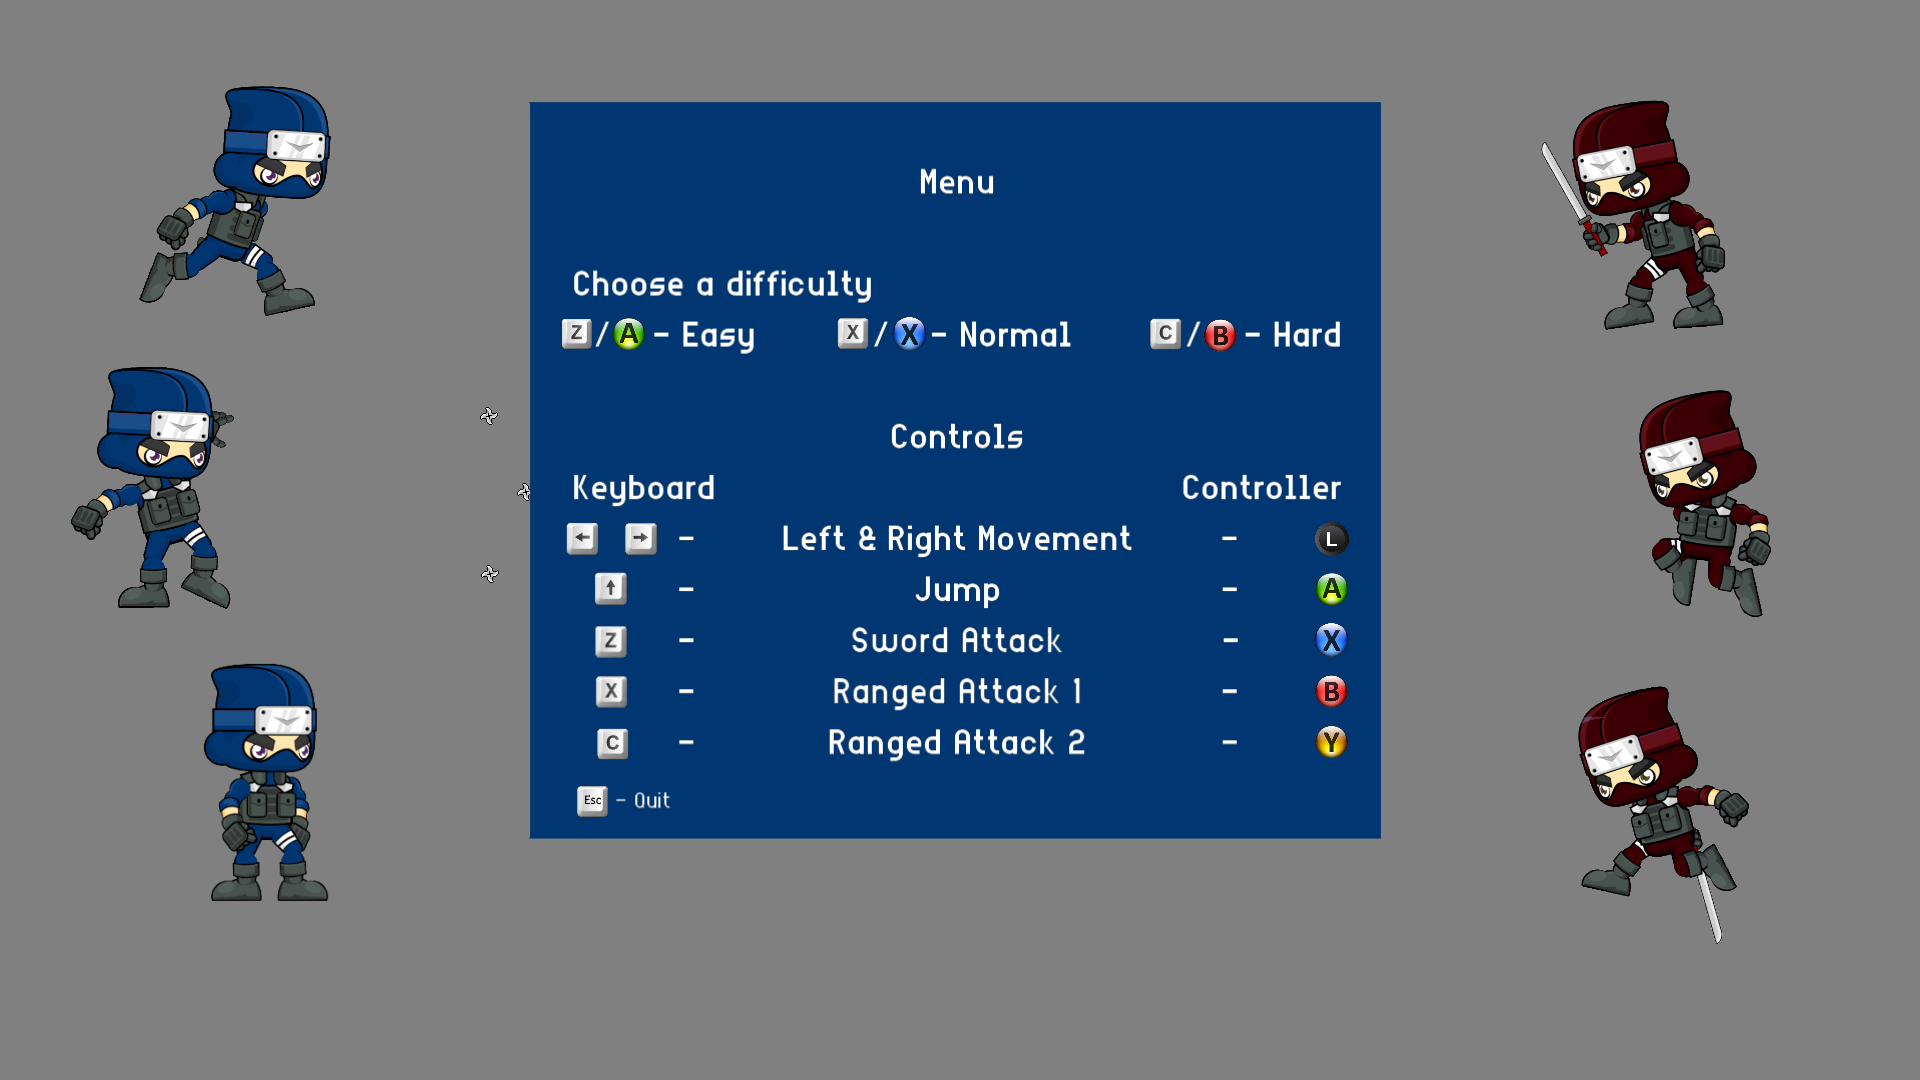 Menu
Choose a difficulty
Z / A - Easy X / X - Normal C / B - Hard
Controls
Keyboard Controller
← → - Left & Right Movement - L
↑ - Jump - A
Z - Sword Attack - X
X - Ranged Attack 1 - B
C - Ranged Attack 2 - Y
Esc - Quit